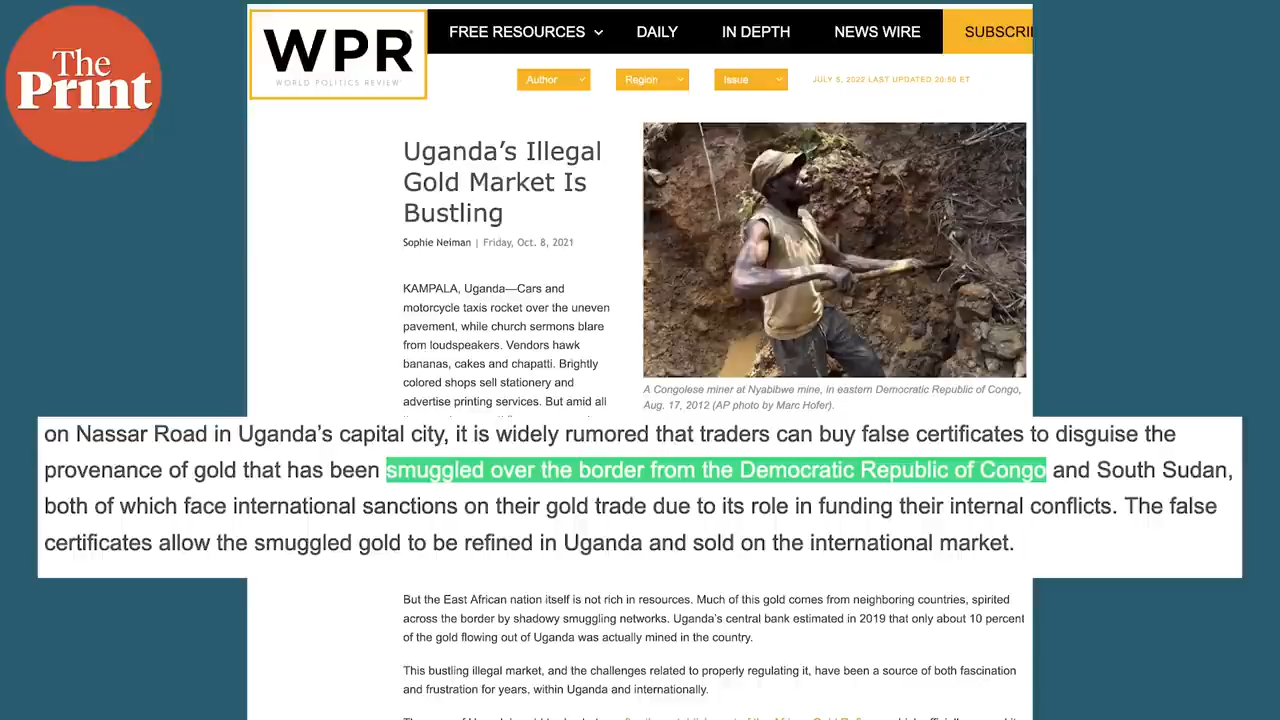 The
Print
WPR
WORLD POLITICS REVIEW
FREE RESOURCES
DAILY
IN DEPTH
NEWS WIRE
Author
Region
Issue
JULY 5, 2022 LAST UPDATED 20:50 ET
Uganda’s Illegal
Gold Market Is
Bustling
Sophie Neiman | Friday, Oct. 8, 2021
KAMPALA, Uganda—Cars and
motorcycle taxis rocket over the uneven
pavement, while church sermons blare
from loudspeakers. Vendors hawk
bananas, cakes and chapatti. Brightly
colored shops sell stationery and
advertise printing services. But amid all
A Congolese miner at Nyabibwe mine, in eastern Democratic Republic of Congo,
Aug. 17, 2012 (AP photo by Marc Hofer).
on Nassar Road in Uganda’s capital city, it is widely rumored that traders can buy false certificates to disguise the
provenance of gold that has been smuggled over the border from the Democratic Republic of Congo and South Sudan,
both of which face international sanctions on their gold trade due to its role in funding their internal conflicts. The false
certificates allow the smuggled gold to be refined in Uganda and sold on the international market.
But the East African nation itself is not rich in resources. Much of this gold comes from neighboring countries, spirited
across the border by shadowy smuggling networks. Uganda’s central bank estimated in 2019 that only about 10 percent
of the gold flowing out of Uganda was actually mined in the country.
This bustling illegal market, and the challenges related to properly regulating it, have been a source of both fascination
and frustration for years, within Uganda and internationally.